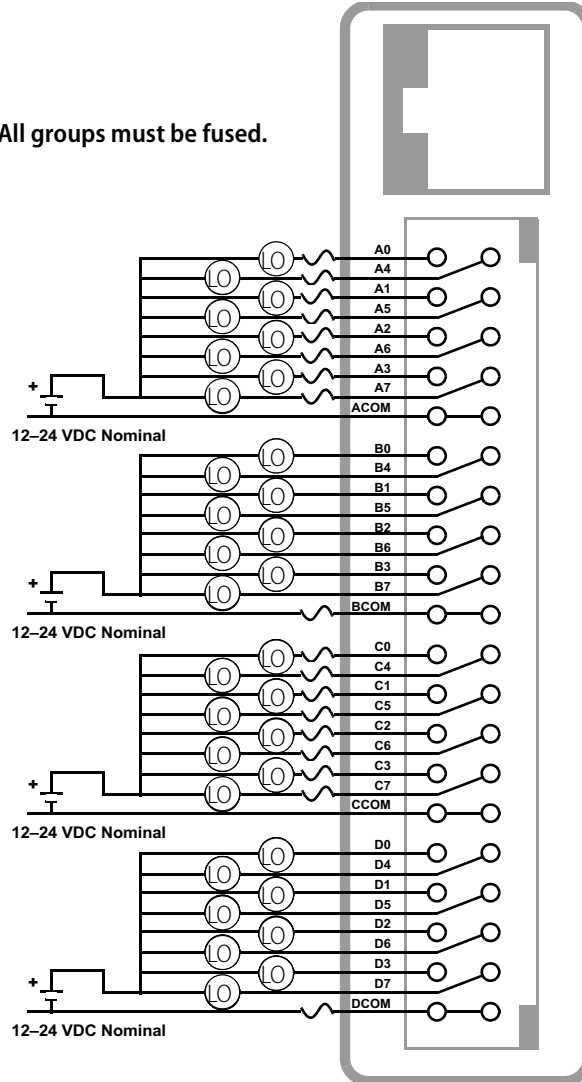 All groups must be fused.
A0
LO
A4
LO
A1
LO
A5
LO
A2
LO
A6
LO
A3
LO
A7
LO
ACOM
+
12–24 VDC Nominal
B0
LO
B4
LO
B1
LO
B5
LO
B2
LO
B6
LO
B3
LO
B7
LO
BCOM
+
12–24 VDC Nominal
C0
LO
C4
LO
C1
LO
C5
LO
C2
LO
C6
LO
C3
LO
C7
LO
CCOM
+
12–24 VDC Nominal
D0
LO
D4
LO
D1
LO
D5
LO
D2
LO
D6
LO
D3
LO
D7
LO
DCOM
+
12–24 VDC Nominal